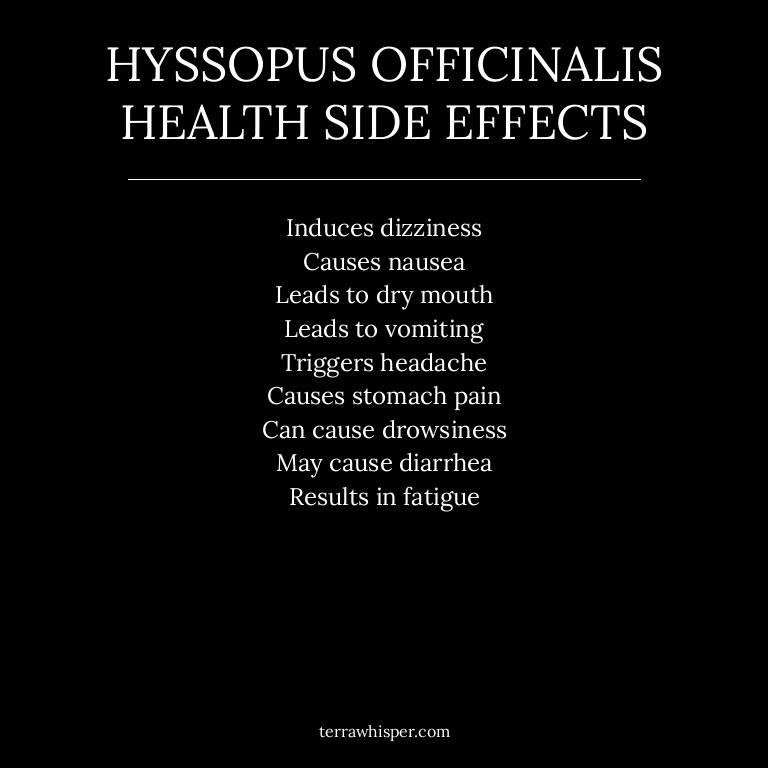 HYSSOPUS OFFICINALIS
HEALTH SIDE EFFECTS
Induces dizziness
Causes nausea
Leads to dry mouth
Leads to vomiting
Triggers headache
Causes stomach pain
Can cause drowsiness
May cause diarrhea
Results in fatigue
terrawhisper.com